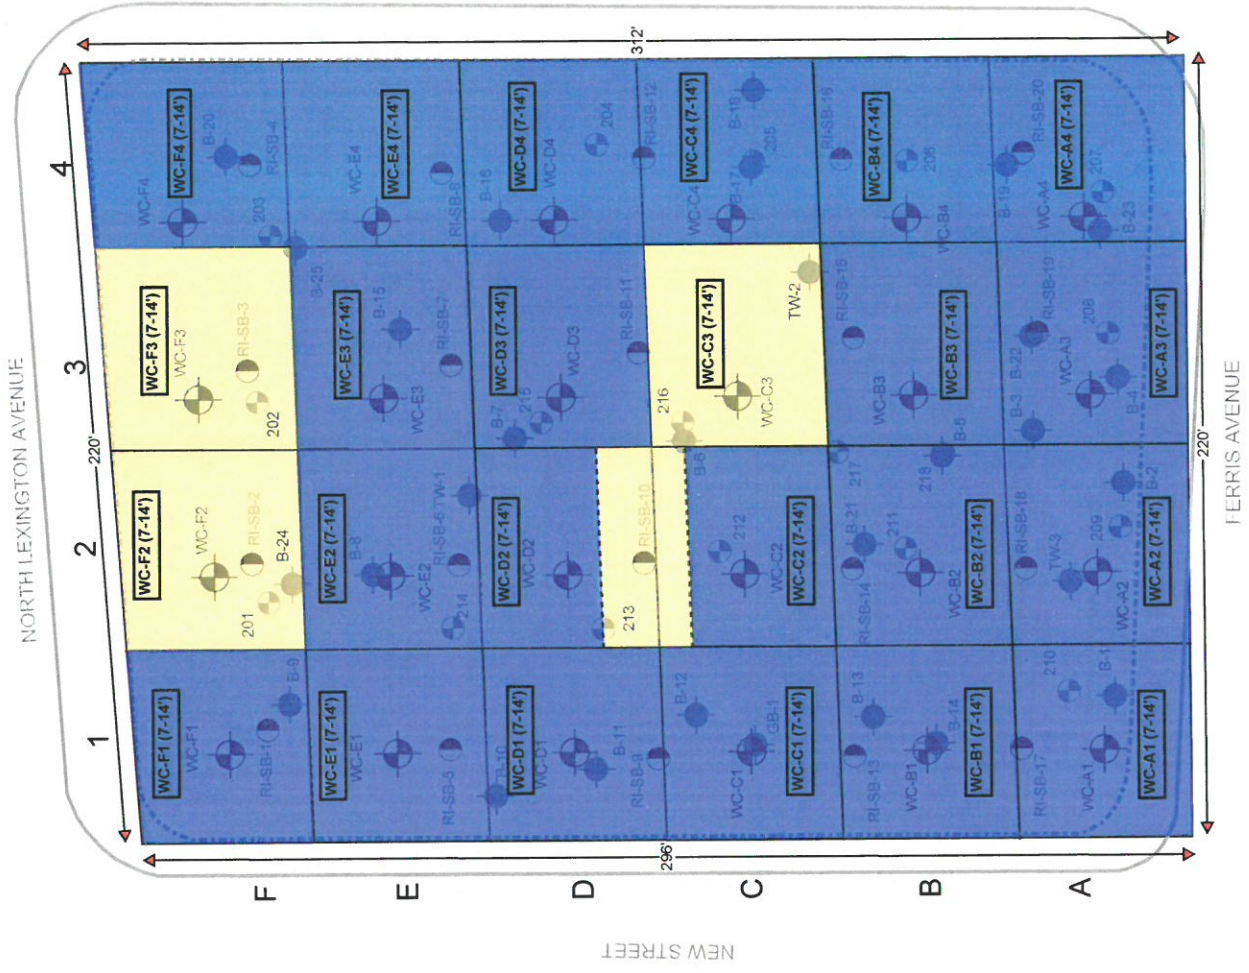 NORTH LEXINGTON AVENUE
FERRIS AVENUE
NEW STREET
220'
312'
296'
220'
1
2
3
4
F
E
D
C
B
A
WC-F1 (7-14')
WC-F1
RI-SB-1
B-9
WC-F2 (7-14')
WC-F2
RI-SB-2
B-24
201
WC-F3 (7-14')
WC-F3
RI-SB-3
202
WC-F4
WC-F4 (7-14')
B-20
RI-SB-4
203
B-25
WC-E1 (7-14')
WC-E1
RI-SB-5
WC-E2 (7-14')
B-8
WC-E2
RI-SB-6
TW-1
214
WC-E3 (7-14')
B-15
WC-E3
RI-SB-7
WC-E4
WC-E4 (7-14')
RI-SB-8
B-10
WC-D1 (7-14')
WC-D1
B-11
RI-SB-9
WC-D2 (7-14')
WC-D2
RI-SB-10
213
WC-D3 (7-14')
B-7
215
WC-D3
RI-SB-11
B-16
WC-D4 (7-14')
WC-D4
204
RI-SB-12
B-12
WC-C1
GB-1
WC-C1 (7-14')
212
WC-C2
WC-C2 (7-14')
216
B-6
WC-C3 (7-14')
WC-C3
TW-2
WC-C4 (7-14')
WC-C4
B-17
B-18
205
B-13
RI-SB-13
WC-B1
B-14
WC-B1 (7-14')
B-21
RI-SB-14
211
WC-B2
WC-B2 (7-14')
217
218
B-5
RI-SB-15
WC-B3
WC-B3 (7-14')
RI-SB-16
WC-B4 (7-14')
206
WC-B4
RI-SB-17
210
B-1
WC-A1
WC-A1 (7-14')
RI-SB-18
TW-3
209
B-2
WC-A2
WC-A2 (7-14')
B-3
B-22
RI-SB-19
WC-A3
208
B-4
WC-A3 (7-14')
B-19
RI-SB-20
WC-A4
WC-A4 (7-14')
207
B-23